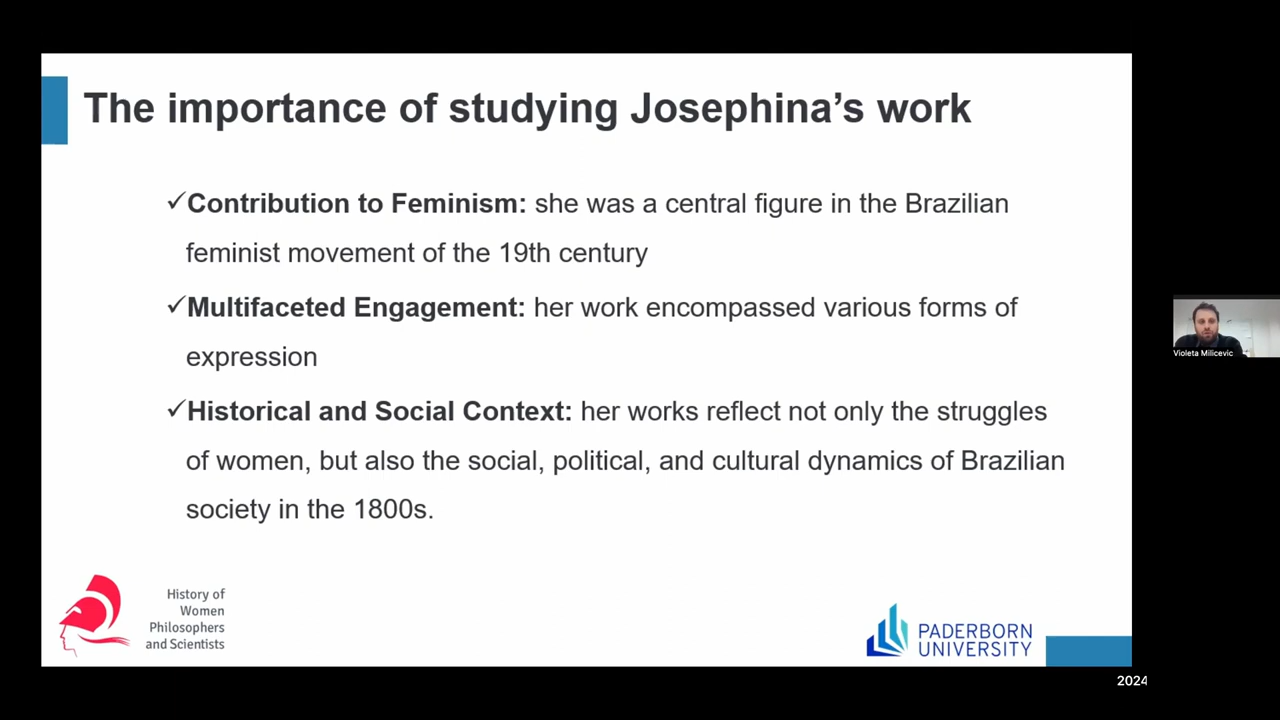 The importance of studying Josephina’s work
✓Contribution to Feminism: she was a central figure in the Brazilian
feminist movement of the 19th century
✓Multifaceted Engagement: her work encompassed various forms of
expression
✓Historical and Social Context: her works reflect not only the struggles
of women, but also the social, political, and cultural dynamics of Brazilian
society in the 1800s.
History of
Women
Philosophers
and Scientists
PADERBORN
UNIVERSITY
Violeta Milicevic
2024